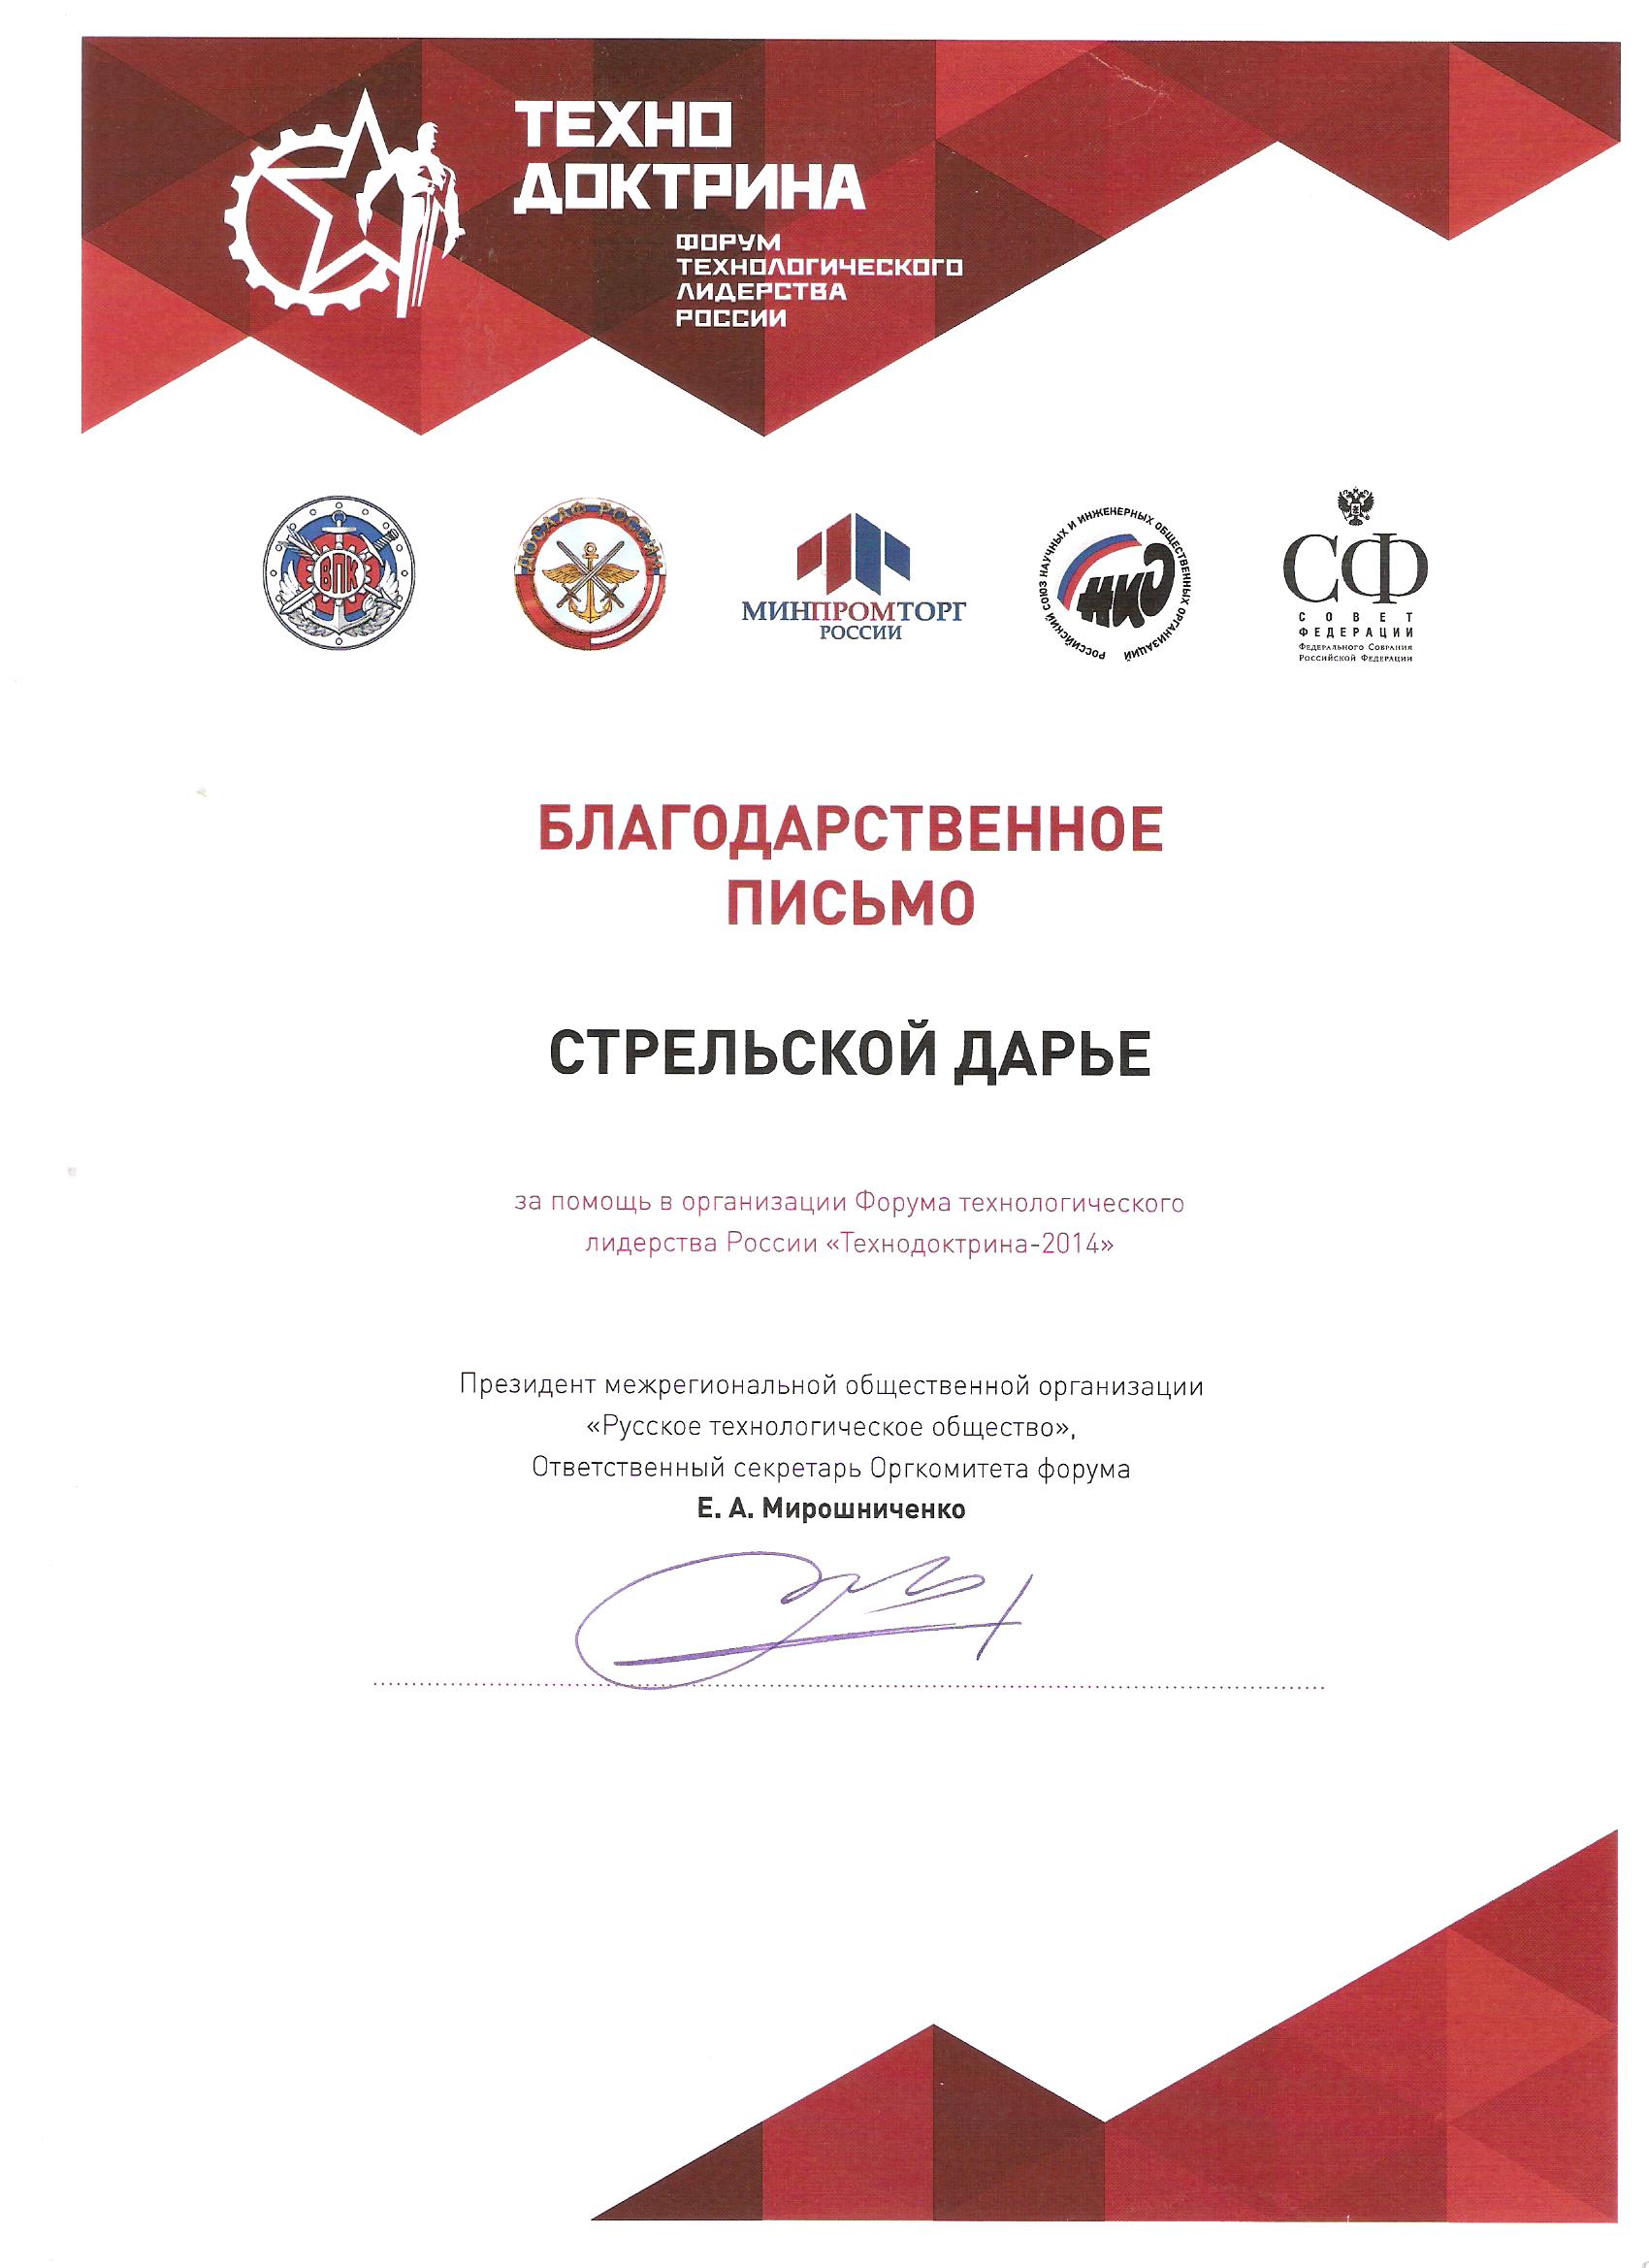 ТЕХНО
ДОКТРИНА
ФОРУМ
ТЕХНОЛОГИЧЕСКОГО
ЛИДЕРСТВА
РОССИИ
ВПК
ДОСААФ РОССИИ
МИНПРОМТОРГ
РОССИИ
РОССИЙСКИЙ СОЮЗ НАУЧНЫХ И ИНЖЕНЕРНЫХ ОБЩЕСТВЕННЫХ ОРГАНИЗАЦИЙ
НИО
СФ
СОВЕТ
ФЕДЕРАЦИИ
Федерального Собрания
Российской Федерации
БЛАГОДАРСТВЕННОЕ
ПИСЬМО
СТРЕЛЬСКОЙ ДАРЬЕ
за помощь в организации Форума технологического
лидерства России «Технодоктрина-2014»
Президент межрегиональной общественной организации
«Русское технологическое общество»,
Ответственный секретарь Оргкомитета форума
Е. А. Мирошниченко